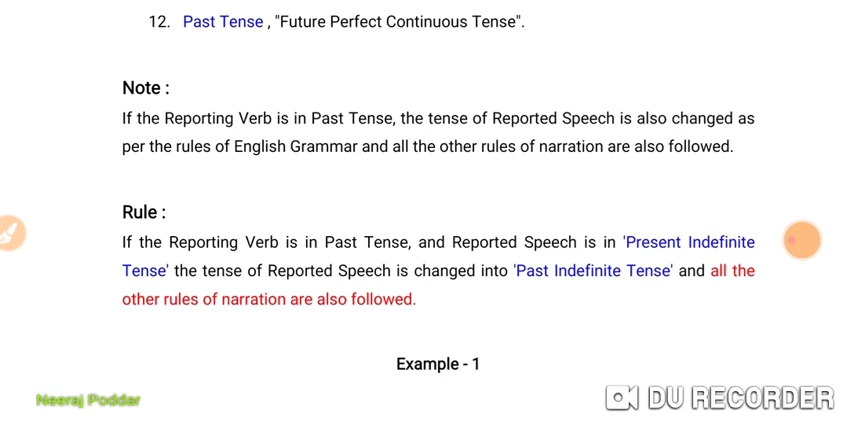 12. Past Tense , "Future Perfect Continuous Tense".
Note :
If the Reporting Verb is in Past Tense, the tense of Reported Speech is also changed as
per the rules of English Grammar and all the other rules of narration are also followed.
Rule :
If the Reporting Verb is in Past Tense, and Reported Speech is in 'Present Indefinite
Tense' the tense of Reported Speech is changed into 'Past Indefinite Tense' and all the
other rules of narration are also followed.
Example - 1
Neeraj Poddar
DU RECORDER